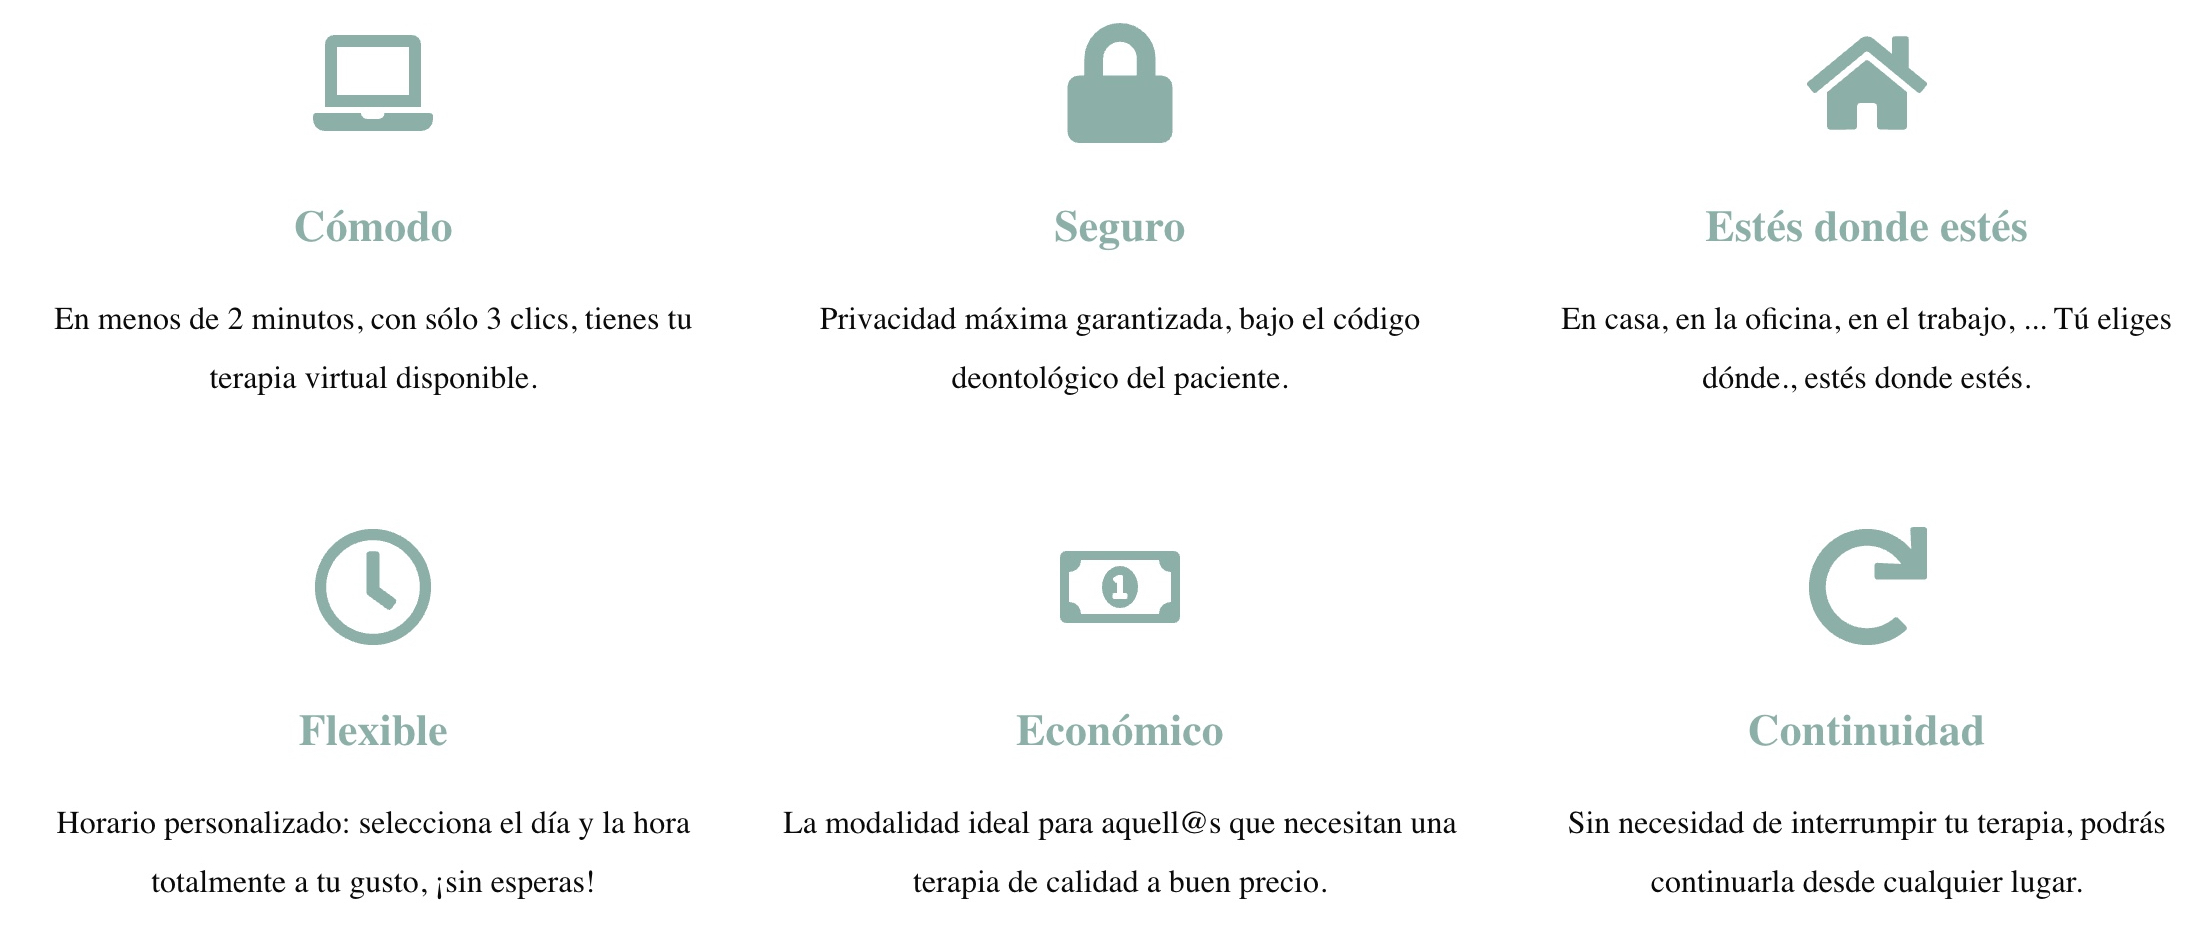 Cómodo
En menos de 2 minutos, con sólo 3 clics, tienes tu
terapia virtual disponible.
Seguro
Privacidad máxima garantizada, bajo el código
deontológico del paciente.
Estés donde estés
En casa, en la oficina, en el trabajo, ... Tú eliges
dónde., estés donde estés.
Flexible
Horario personalizado: selecciona el día y la hora
totalmente a tu gusto, ¡sin esperas!
1
Económico
La modalidad ideal para aquell@s que necesitan una
terapia de calidad a buen precio.
Continuidad
Sin necesidad de interrumpir tu terapia, podrás
continuarla desde cualquier lugar.